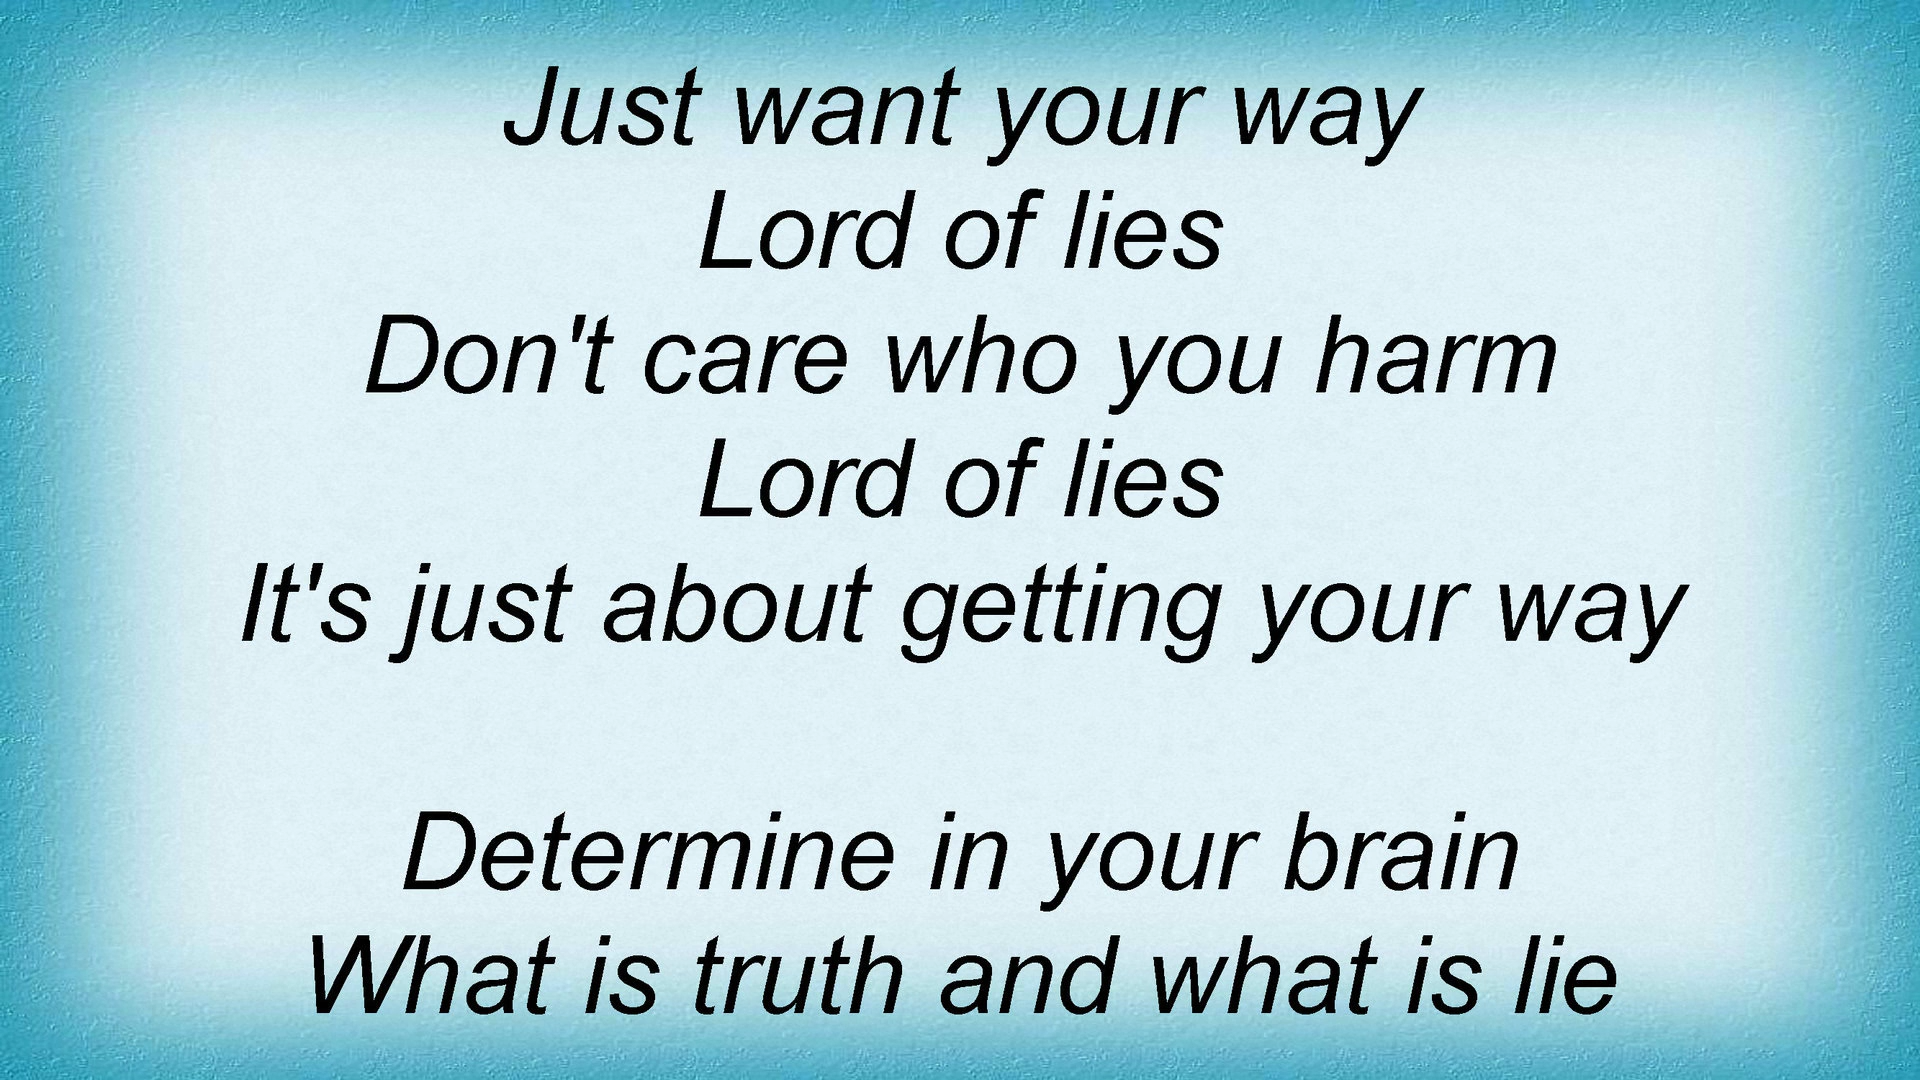 Just want your way
Lord of lies
Don't care who you harm
Lord of lies
It's just about getting your way
Determine in your brain
What is truth and what is lie